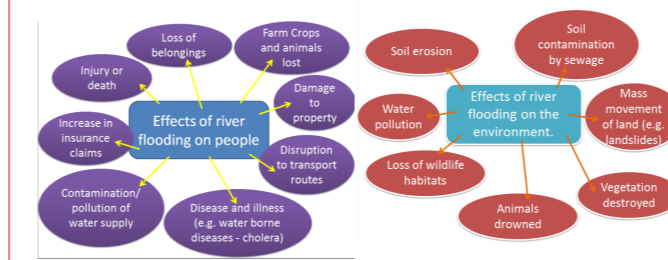 Loss of
belongings
Farm Crops
and animals
lost
Injury or
death
Damage
to
property
Effects of river
flooding on people
Increase in
insurance
claims
Disruption
to transport
routes
Contamination/
pollution of
water supply
Disease and illness
(e.g. water borne
diseases - cholera)
Soil
contamination
by sewage
Soil erosion
Effects of river
flooding on the
environment.
Mass
movement
of land (e.g.
landslides)
Water
pollution
Loss of wildlife
habitats
Vegetation
destroyed
Animals
drowned